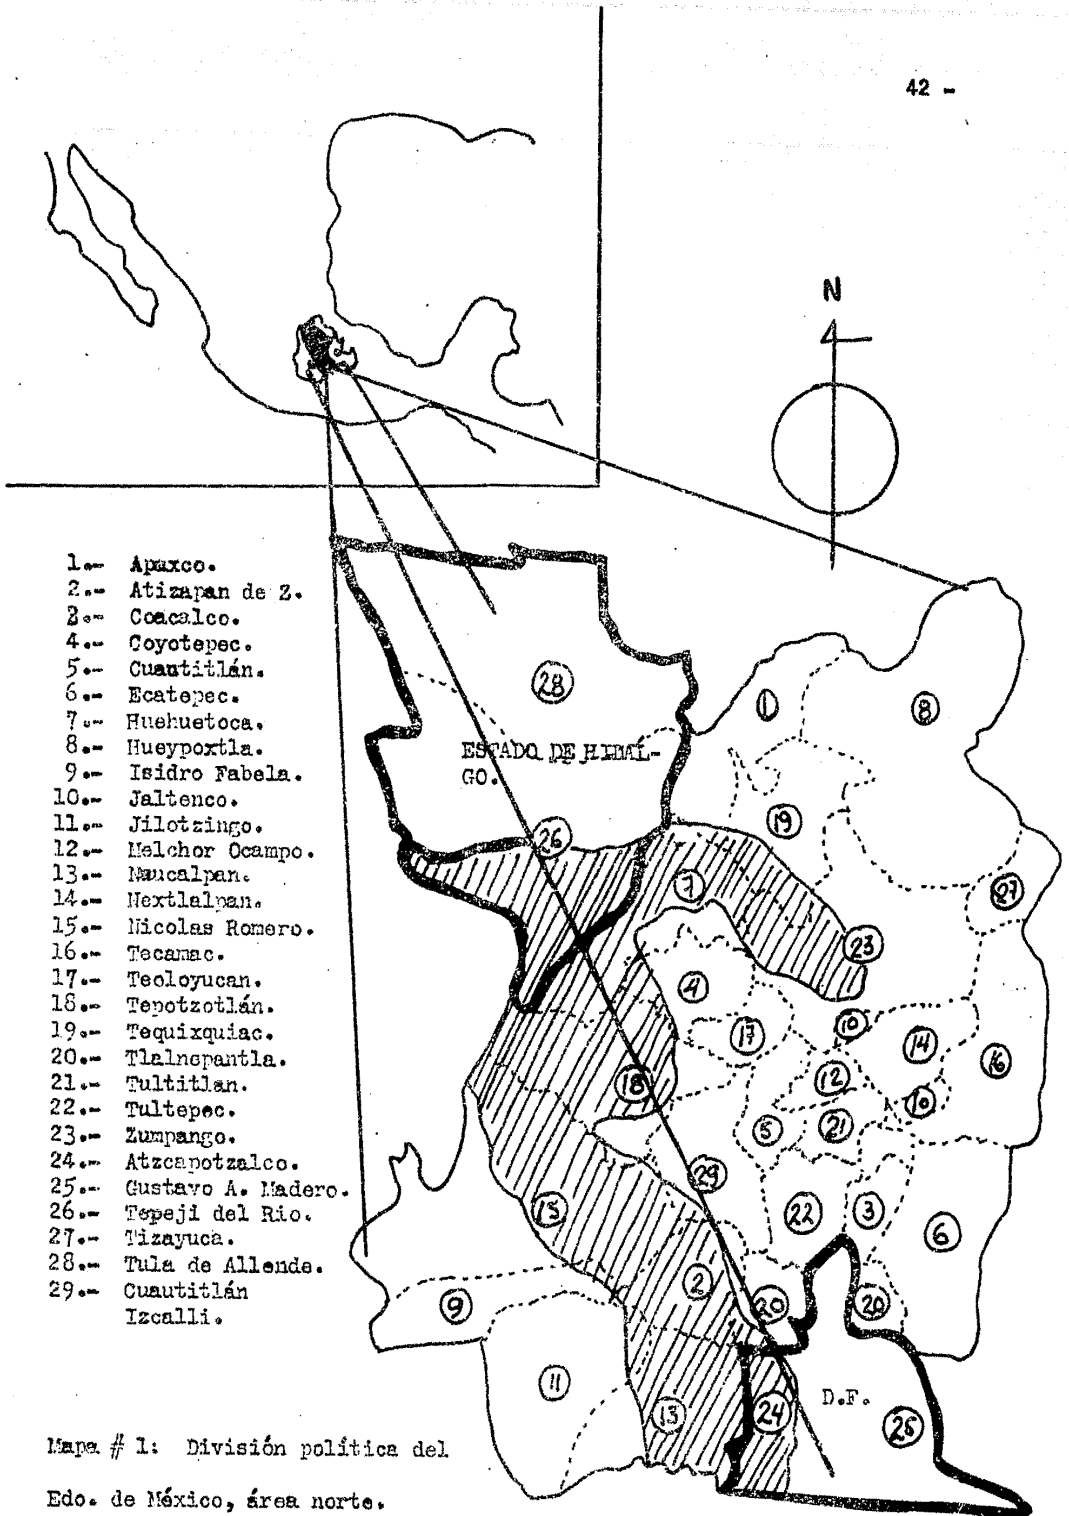 42 -
N
1.- Apaxco.
2.- Atizapan de Z.
3.- Coacalco.
4.- Coyotepec.
5.- Cuautitlán.
6.- Ecatepec.
7.- Huehuetoca.
8.- Hueypoxtla.
9.- Isidro Fabela.
10.- Jaltenco.
11.- Jilotzingo.
12.- Melchor Ocampo.
13.- Naucalpan.
14.- Nextlalpan.
15.- Nicolas Romero.
16.- Tecamac.
17.- Teoloyucan.
18.- Tepotzotlán.
19.- Tequixquiac.
20.- Tlalnepantla.
21.- Tultitlan.
22.- Tultepec.
23.- Zumpango.
24.- Atzcapotzalco.
25.- Gustavo A. Madero.
26.- Tepeji del Rio.
27.- Tizayuca.
28.- Tula de Allende.
29.- Cuautitlán
Izcalli.
28
ESTADO DE HIDAL-
GO.
1
8
19
26
7
27
23
4
10
17
14
16
12
18
10
5
21
29
15
22
3
6
2
9
20
20
11
D.F.
13
24
25
Mapa # 1: División política del
Edo. de México, área norte.